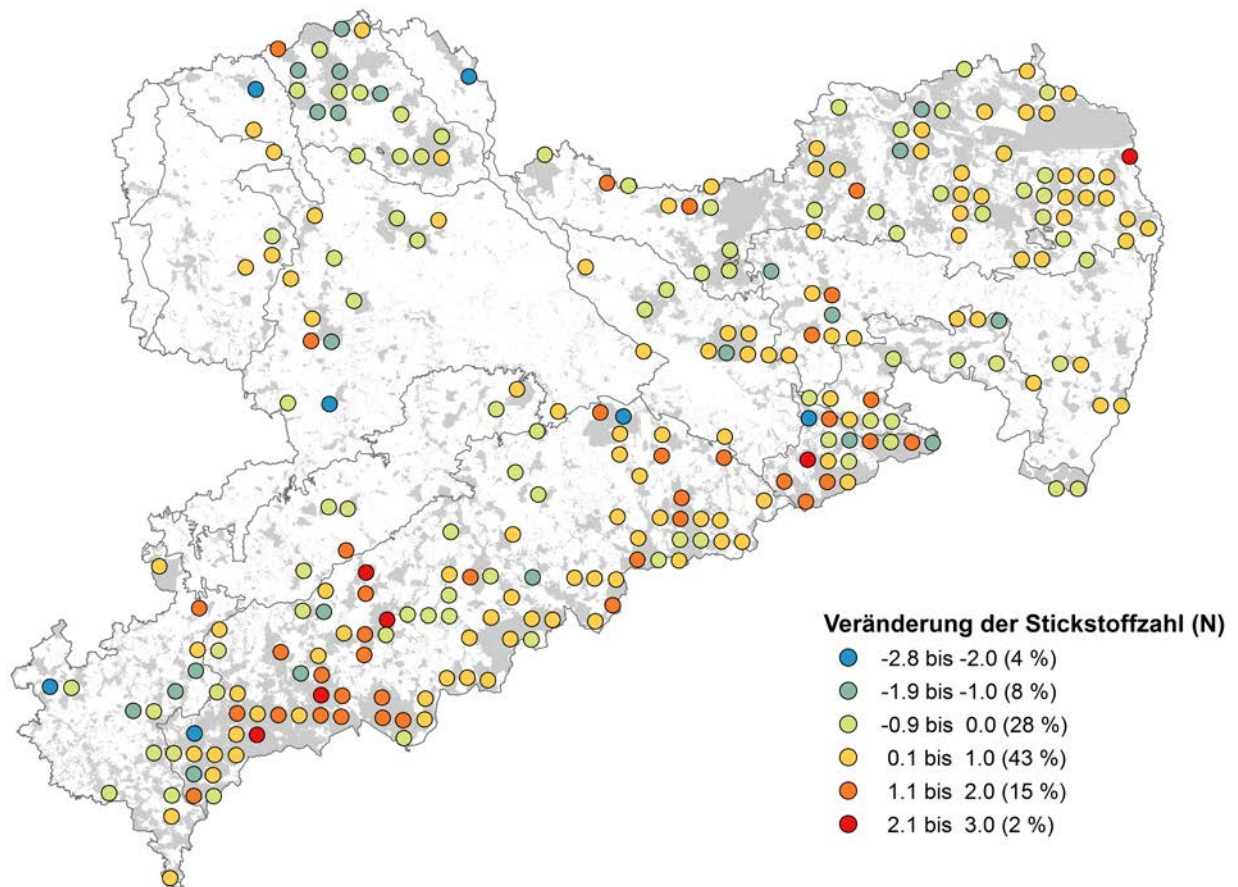 Veränderung der Stickstoffzahl (N)
-2.8 bis -2.0 (4 %)
-1.9 bis -1.0 (8 %)
-0.9 bis 0.0 (28 %)
0.1 bis 1.0 (43 %)
1.1 bis 2.0 (15 %)
2.1 bis 3.0 (2 %)